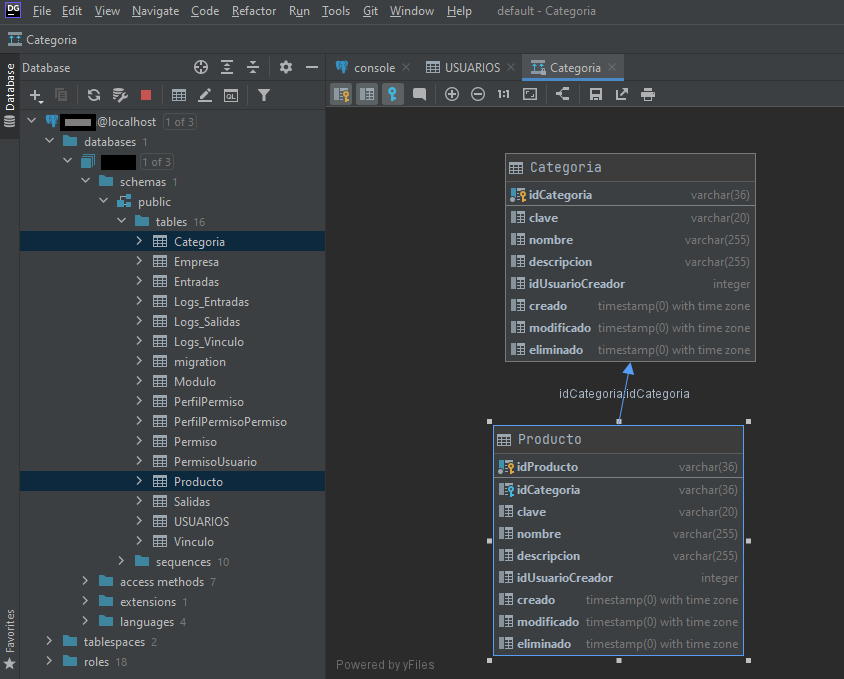 DG File Edit View Navigate Code Refactor Run Tools Git Window Help default - Categoria
Categoria
Database
Database
Favorites
console USUARIOS Categoria
1:1
@localhost 1 of 3
databases 1
1 of 3
schemas 1
public
tables 16
Categoria
Empresa
Entradas
Logs_Entradas
Logs_Salidas
Logs_Vinculo
migration
Modulo
PerfilPermiso
PerfilPermisoPermiso
Permiso
PermisoUsuario
Producto
Salidas
USUARIOS
Vinculo
sequences 10
access methods 7
extensions 1
languages 4
tablespaces 2
roles 18
QL
Categoria
idCategoria varchar(36)
clave varchar(20)
nombre varchar(255)
descripcion varchar(255)
idUsuarioCreador integer
creado timestamp(0) with time zone
modificado timestamp(0) with time zone
eliminado timestamp(0) with time zone
idCategoria:idCategoria
Producto
idProducto varchar(36)
idCategoria varchar(36)
clave varchar(20)
nombre varchar(255)
descripcion varchar(255)
idUsuarioCreador integer
creado timestamp(0) with time zone
modificado timestamp(0) with time zone
eliminado timestamp(0) with time zone
Powered by yFiles